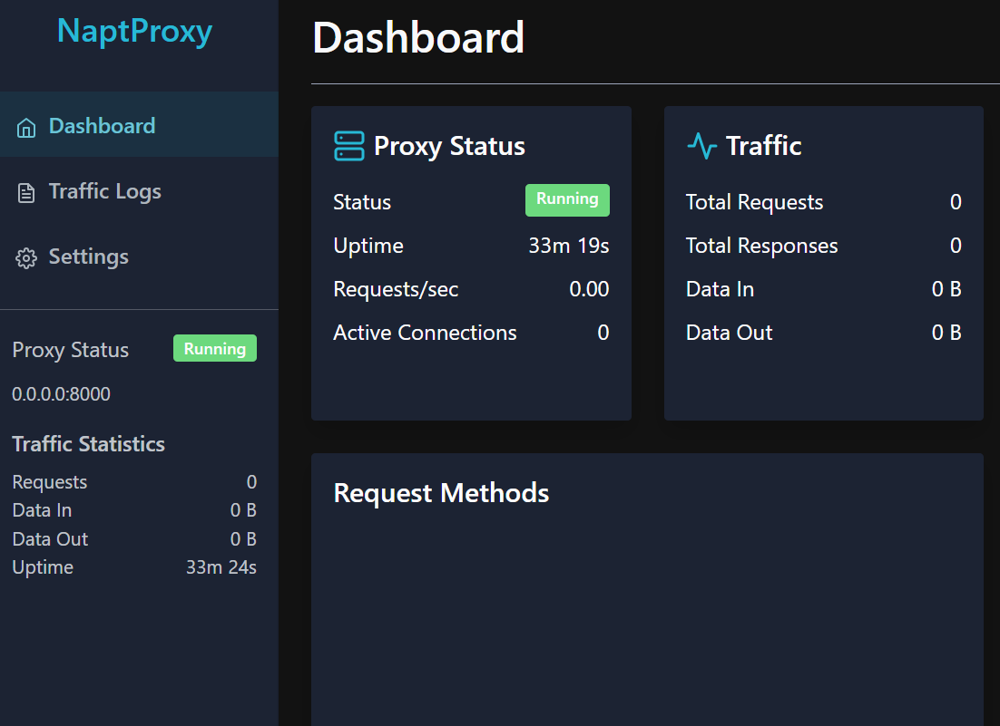 NaptProxy
Dashboard
Traffic Logs
Settings
Proxy Status Running
0.0.0.0:8000
Traffic Statistics
Requests 0
Data In 0 B
Data Out 0 B
Uptime 33m 24s
Dashboard
Proxy Status
Status Running
Uptime 33m 19s
Requests/sec 0.00
Active Connections 0
Traffic
Total Requests 0
Total Responses 0
Data In 0 B
Data Out 0 B
Request Methods